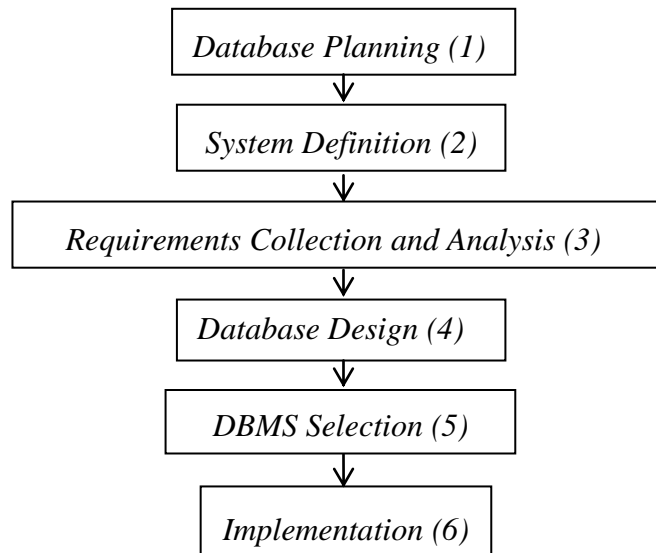 Database Planning (1)
System Definition (2)
Requirements Collection and Analysis (3)
Database Design (4)
DBMS Selection (5)
Implementation (6)